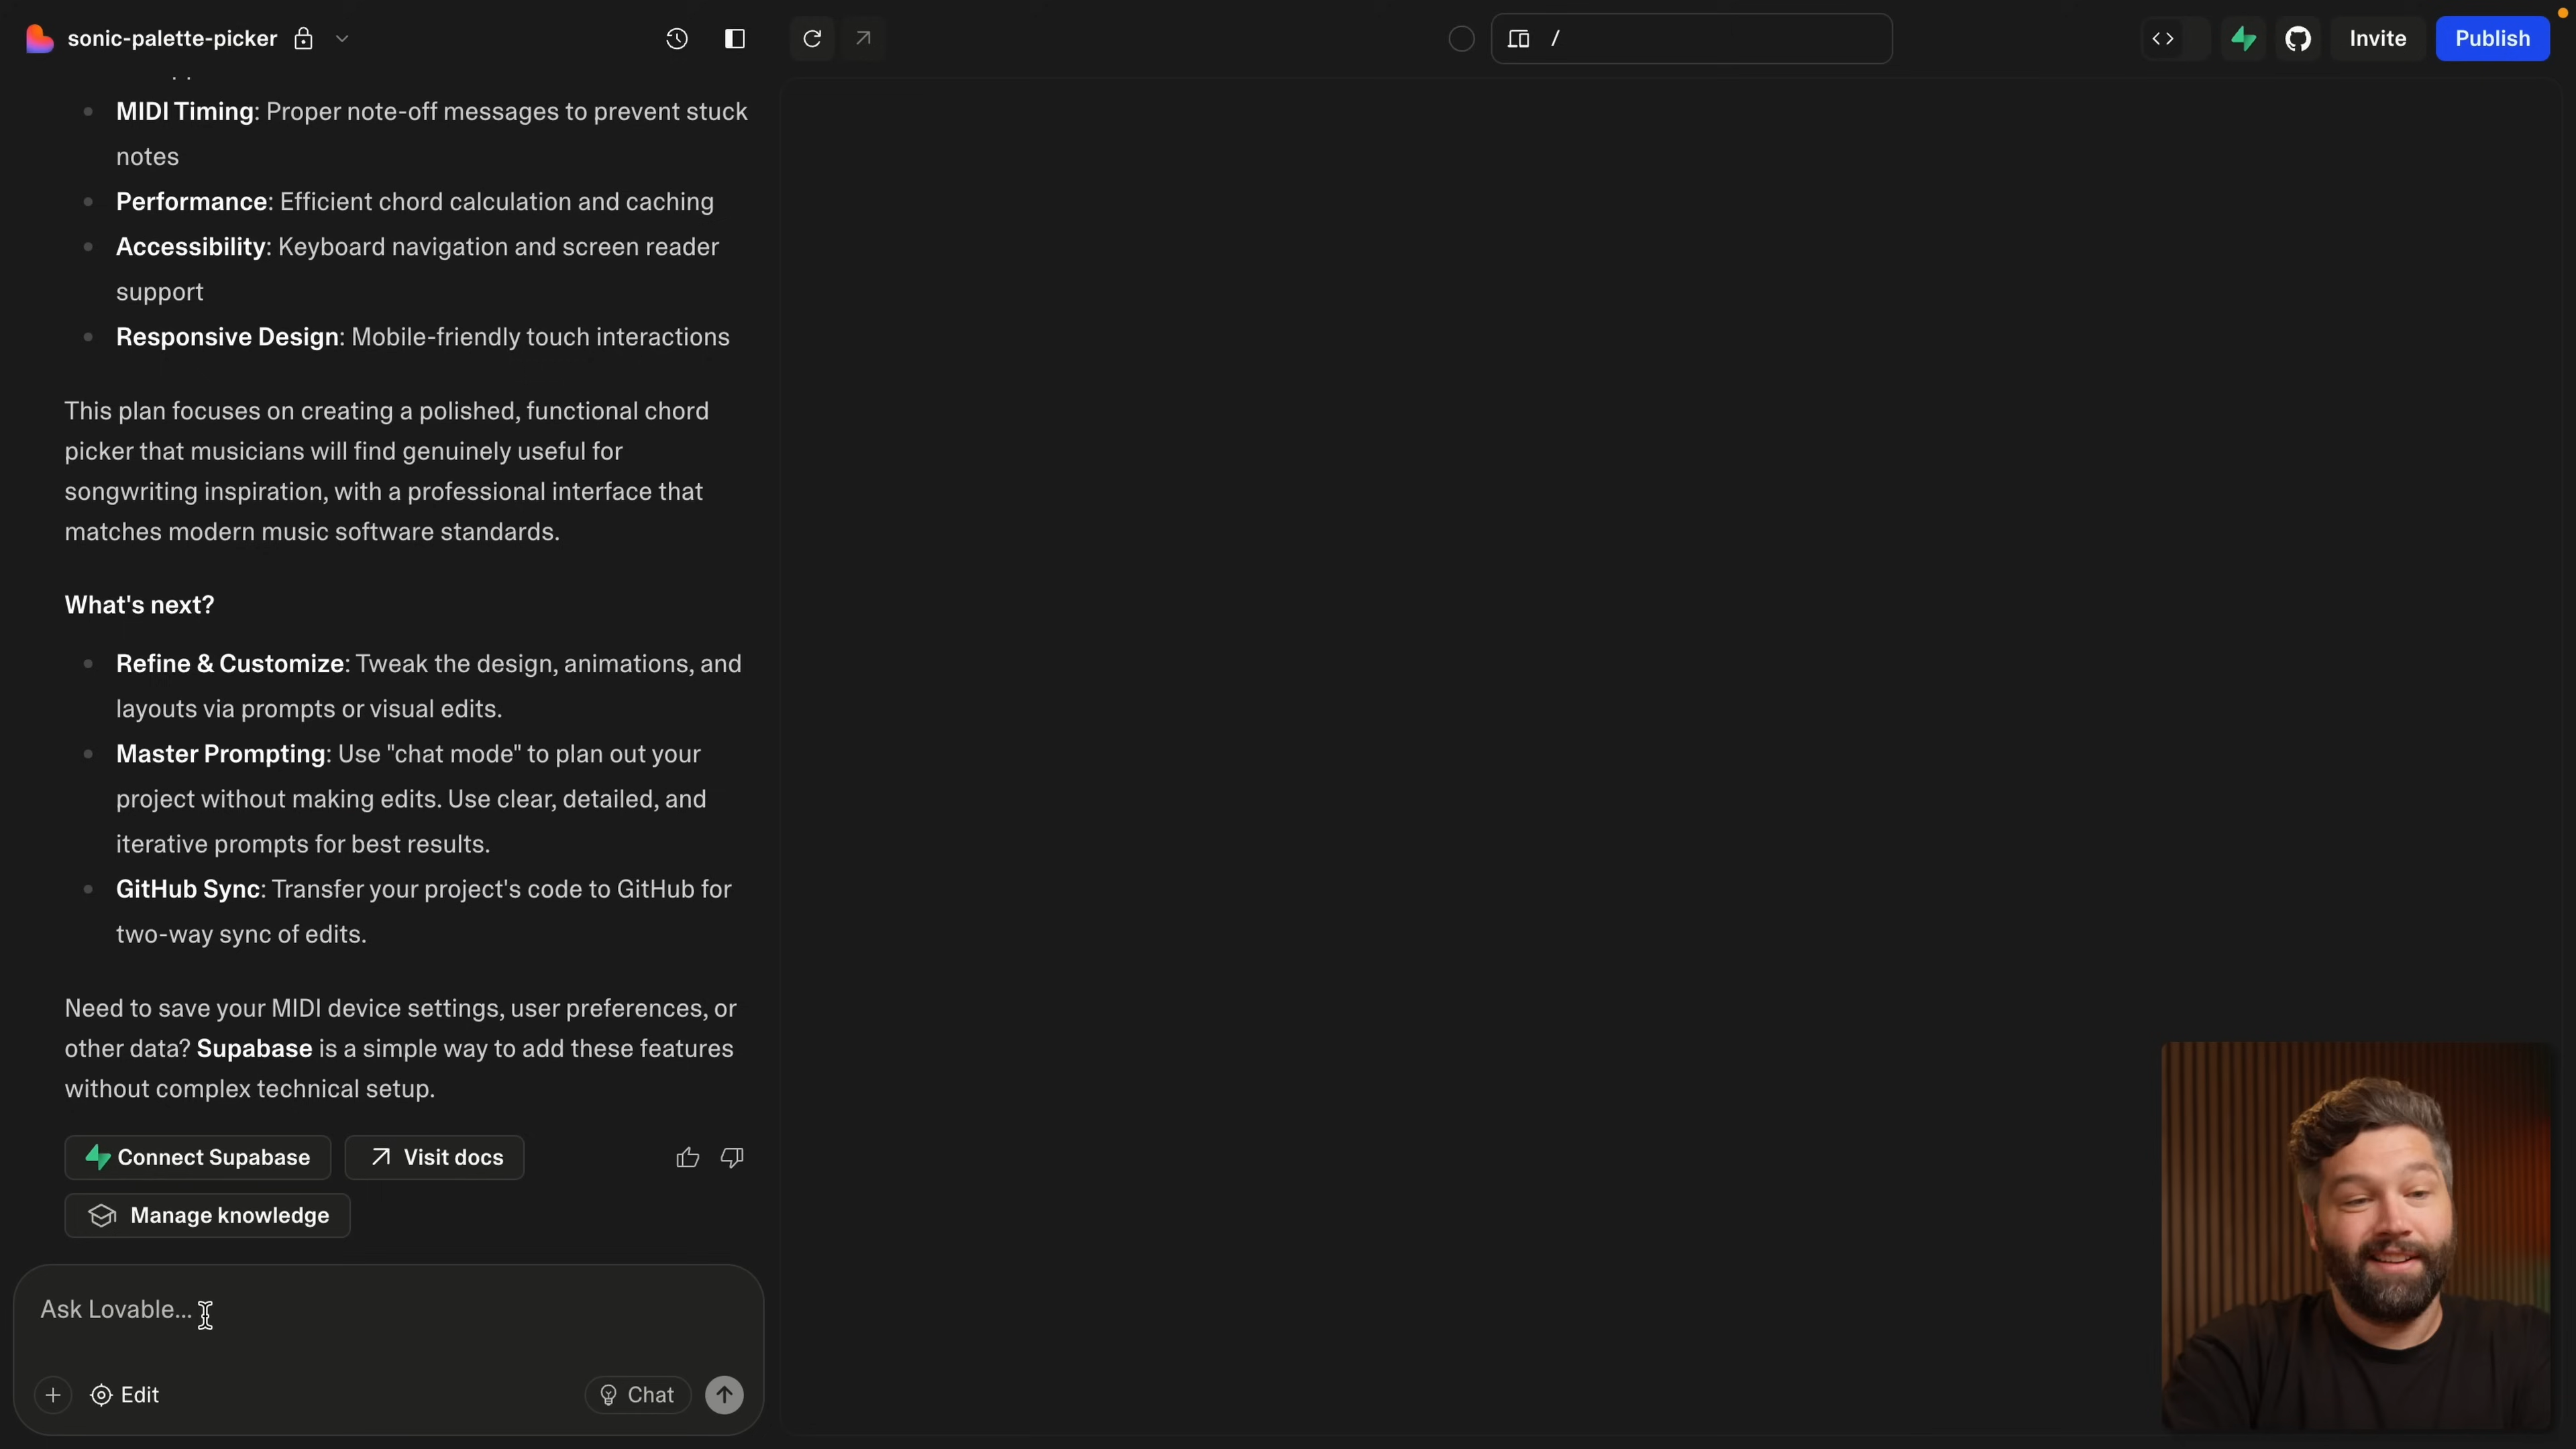 sonic-palette-picker
/
Invite
Publish
MIDI Timing: Proper note-off messages to prevent stuck
notes
Performance: Efficient chord calculation and caching
Accessibility: Keyboard navigation and screen reader
support
Responsive Design: Mobile-friendly touch interactions
This plan focuses on creating a polished, functional chord
picker that musicians will find genuinely useful for
songwriting inspiration, with a professional interface that
matches modern music software standards.
What's next?
Refine & Customize: Tweak the design, animations, and
layouts via prompts or visual edits.
Master Prompting: Use "chat mode" to plan out your
project without making edits. Use clear, detailed, and
iterative prompts for best results.
GitHub Sync: Transfer your project's code to GitHub for
two-way sync of edits.
Need to save your MIDI device settings, user preferences, or
other data? Supabase is a simple way to add these features
without complex technical setup.
Connect Supabase
Visit docs
Manage knowledge
Ask Lovable...
Edit
Chat